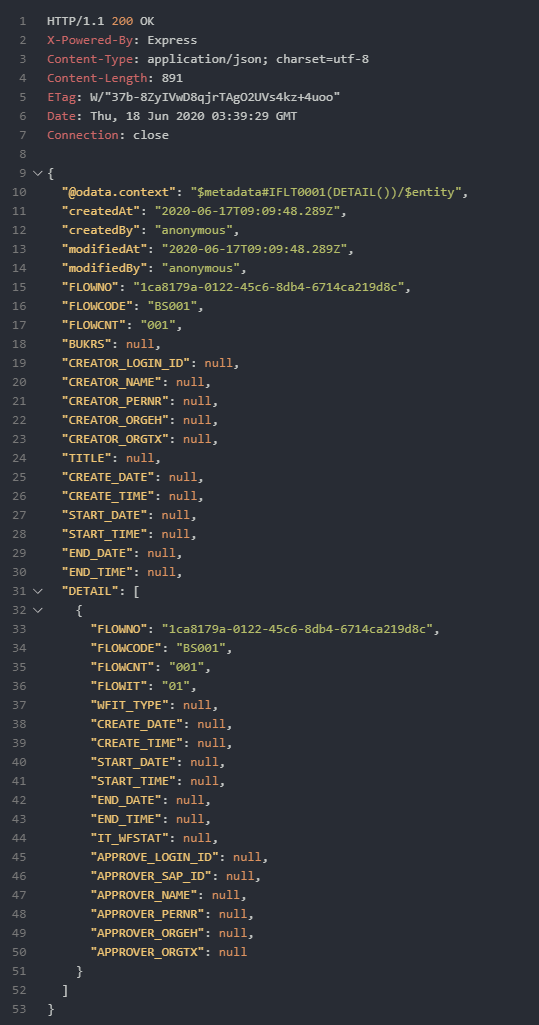 1 HTTP/1.1 200 OK
2 X-Powered-By: Express
3 Content-Type: application/json; charset=utf-8
4 Content-Length: 891
5 ETag: W/"37b-8ZyIVwD8qjrTAgO2UVs4kz+4uoo"
6 Date: Thu, 18 Jun 2020 03:39:29 GMT
7 Connection: close
8
9 {
10 "@odata.context": "$metadata#IFLT0001(DETAIL())/$entity",
11 "createdAt": "2020-06-17T09:09:48.289Z",
12 "createdBy": "anonymous",
13 "modifiedAt": "2020-06-17T09:09:48.289Z",
14 "modifiedBy": "anonymous",
15 "FLOWNO": "1ca8179a-0122-45c6-8db4-6714ca219d8c",
16 "FLOWCODE": "BS001",
17 "FLOWCNT": "001",
18 "BUKRS": null,
19 "CREATOR_LOGIN_ID": null,
20 "CREATOR_NAME": null,
21 "CREATOR_PERNR": null,
22 "CREATOR_ORGEH": null,
23 "CREATOR_ORGTX": null,
24 "TITLE": null,
25 "CREATE_DATE": null,
26 "CREATE_TIME": null,
27 "START_DATE": null,
28 "START_TIME": null,
29 "END_DATE": null,
30 "END_TIME": null,
31 "DETAIL": [
32 {
33 "FLOWNO": "1ca8179a-0122-45c6-8db4-6714ca219d8c",
34 "FLOWCODE": "BS001",
35 "FLOWCNT": "001",
36 "FLOWIT": "01",
37 "WFIT_TYPE": null,
38 "CREATE_DATE": null,
39 "CREATE_TIME": null,
40 "START_DATE": null,
41 "START_TIME": null,
42 "END_DATE": null,
43 "END_TIME": null,
44 "IT_WFSTAT": null,
45 "APPROVE_LOGIN_ID": null,
46 "APPROVER_SAP_ID": null,
47 "APPROVER_NAME": null,
48 "APPROVER_PERNR": null,
49 "APPROVER_ORGEH": null,
50 "APPROVER_ORGTX": null
51 }
52 ]
53 }